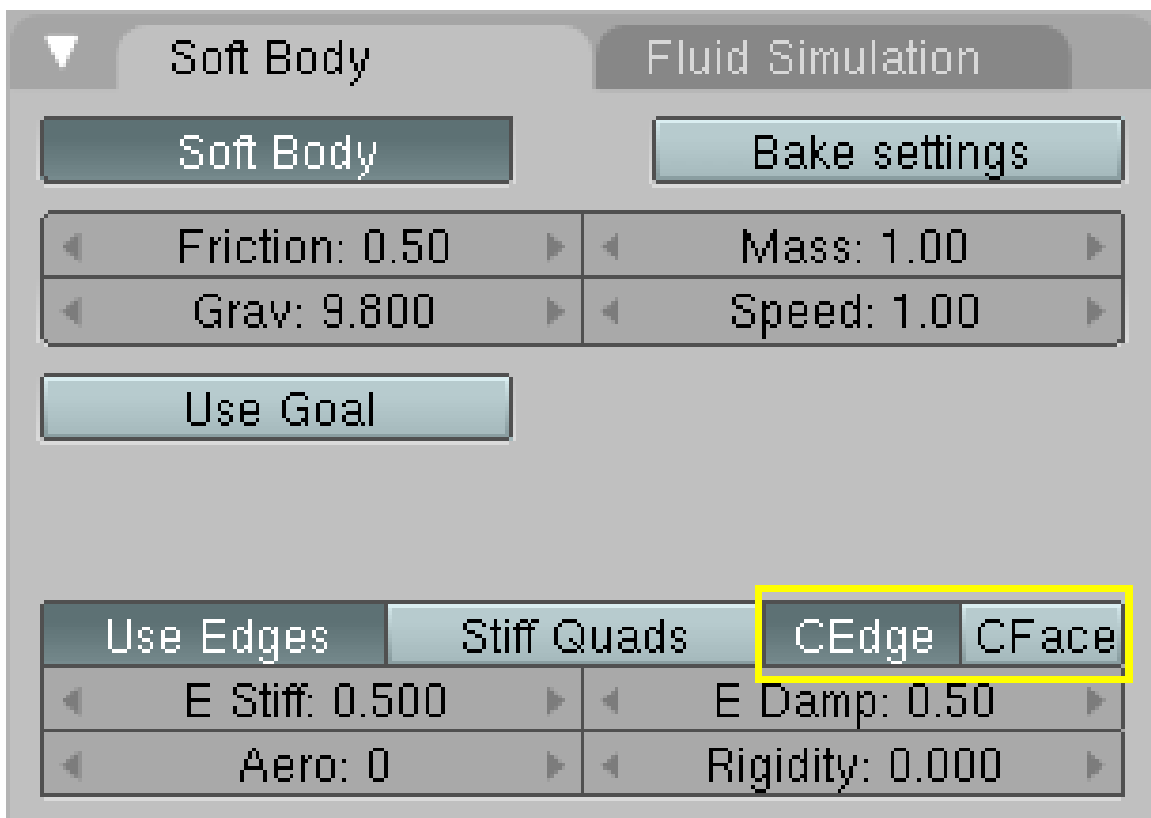 Soft Body Fluid Simulation
Soft Body Bake settings
Friction: 0.50 Mass: 1.00
Grav: 9.800 Speed: 1.00
Use Goal
Use Edges Stiff Quads CEdge CFace
E Stiff: 0.500 E Damp: 0.50
Aero: 0 Rigidity: 0.000